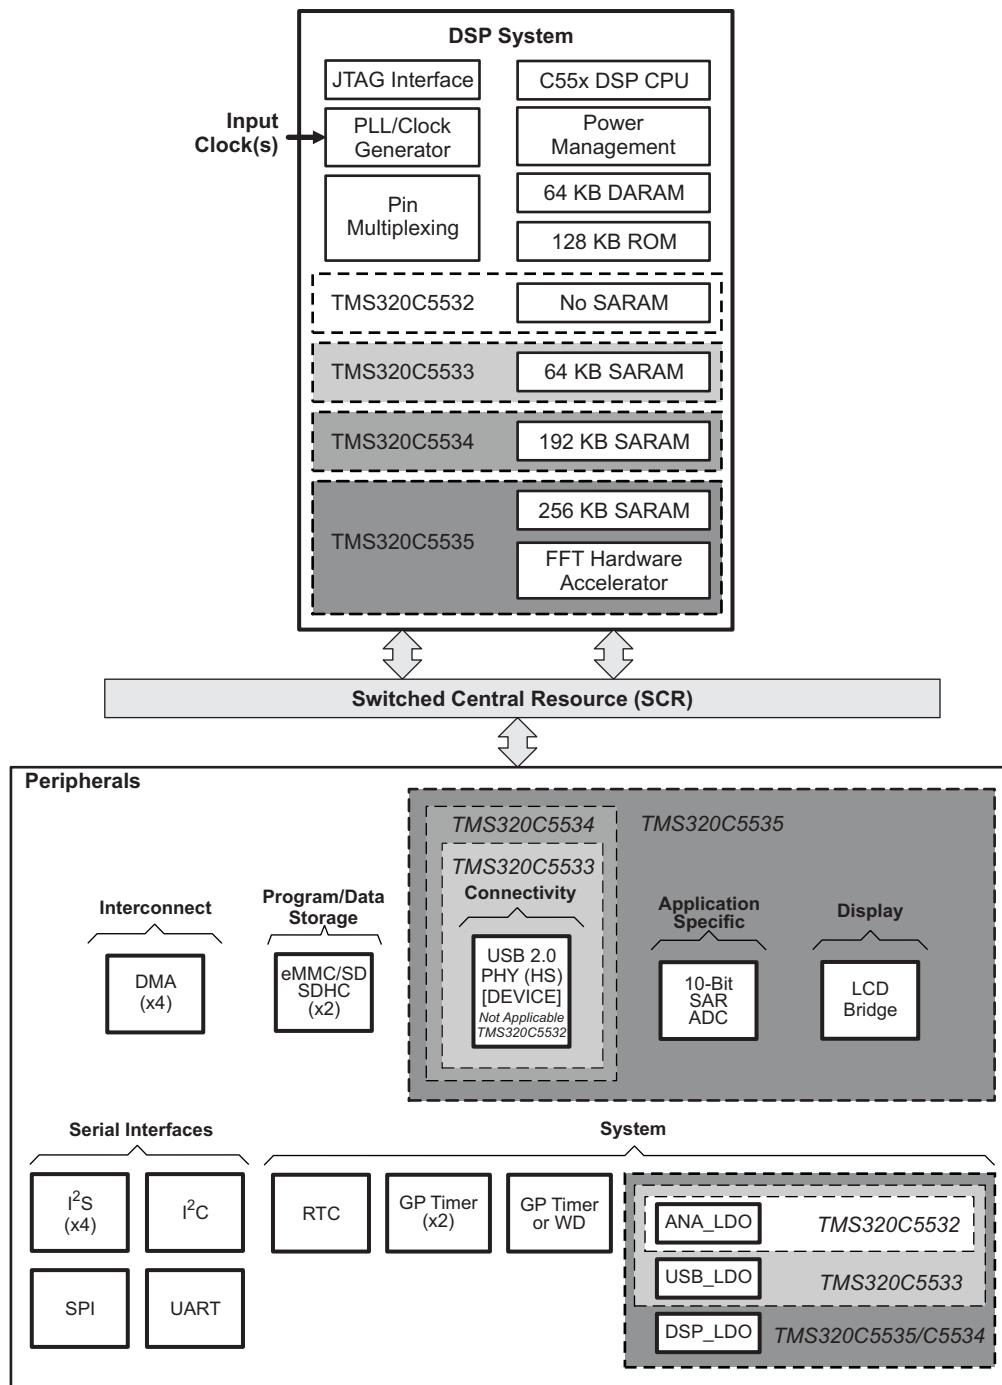 DSP System
JTAG Interface
C55x DSP CPU
Input
Clock(s)
PLL/Clock
Generator
Power
Management
Pin
Multiplexing
64 KB DARAM
128 KB ROM
TMS320C5532
No SARAM
TMS320C5533
64 KB SARAM
TMS320C5534
192 KB SARAM
TMS320C5535
256 KB SARAM
FFT Hardware
Accelerator
Switched Central Resource (SCR)
Peripherals
TMS320C5534
TMS320C5535
TMS320C5533
Interconnect
DMA
(x4)
Program/Data
Storage
eMMC/SD
SDHC
(x2)
Connectivity
USB 2.0
PHY (HS)
[DEVICE]
Not Applicable
TMS320C5532
Application
Specific
10-Bit
SAR
ADC
Display
LCD
Bridge
Serial Interfaces
I²S
(x4)
I²C
SPI
UART
System
RTC
GP Timer
(x2)
GP Timer
or WD
ANA_LDO
TMS320C5532
USB_LDO
TMS320C5533
DSP_LDO
TMS320C5535/C5534